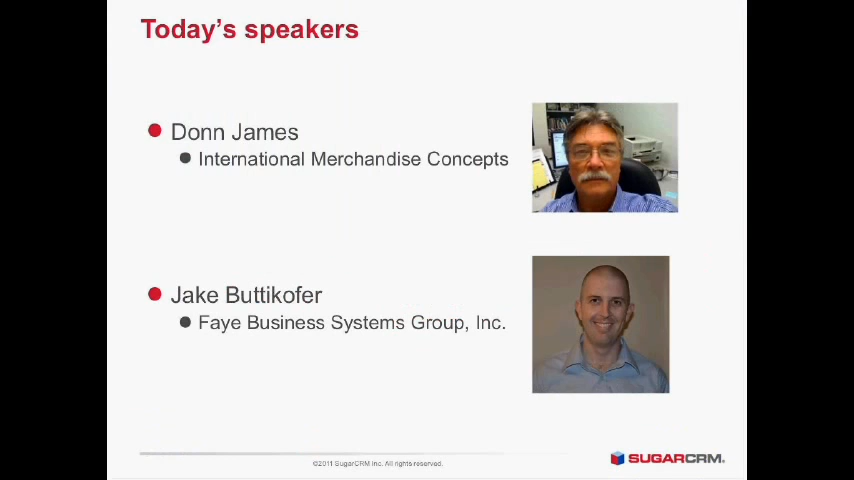 Today’s speakers
Donn James
International Merchandise Concepts
Jake Buttikofer
Faye Business Systems Group, Inc.
©2011 SugarCRM Inc. All rights reserved.
SUGARCRM.